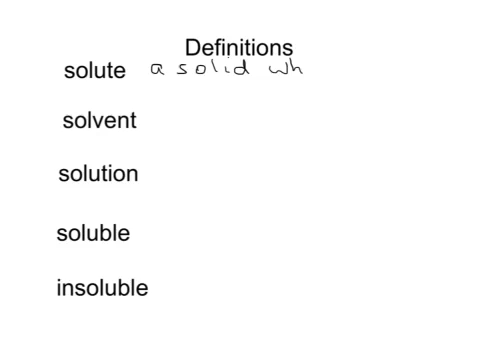 Definitions
solute a solid wh
solvent
solution
soluble
insoluble